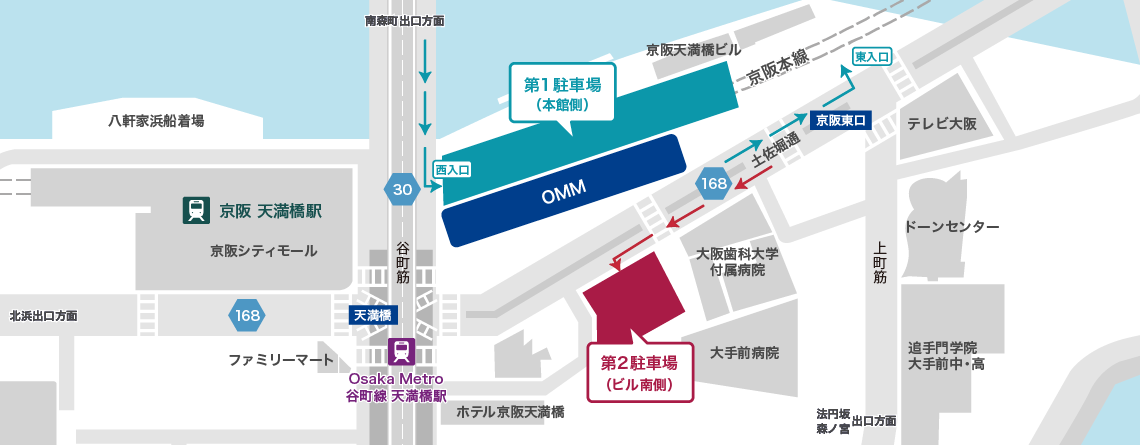 南森町出口方面
京阪天満橋ビル
京阪本線
東入口
第1駐車場
（本館側）
八軒家浜船着場
京阪東口
テレビ大阪
土佐堀通
西入口
OMM
168
30
京阪 天満橋駅
京阪シティモール
谷町筋
大阪歯科大学
付属病院
上町筋
ドーンセンター
北浜出口方面
168
天満橋
ファミリーマート
Osaka Metro
谷町線 天満橋駅
第2駐車場
（ビル南側）
大手前病院
追手門学院
大手前中・高
ホテル京阪天満橋
法円坂
森ノ宮
出口方面